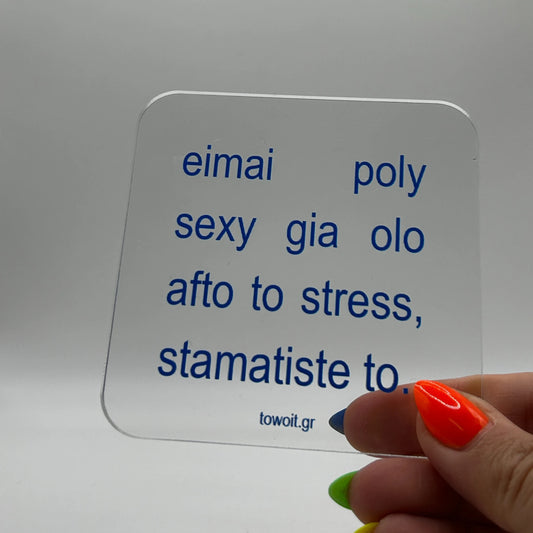 eimai poly
sexy gia olo
afto to stress,
stamatiste to.
towoit.gr